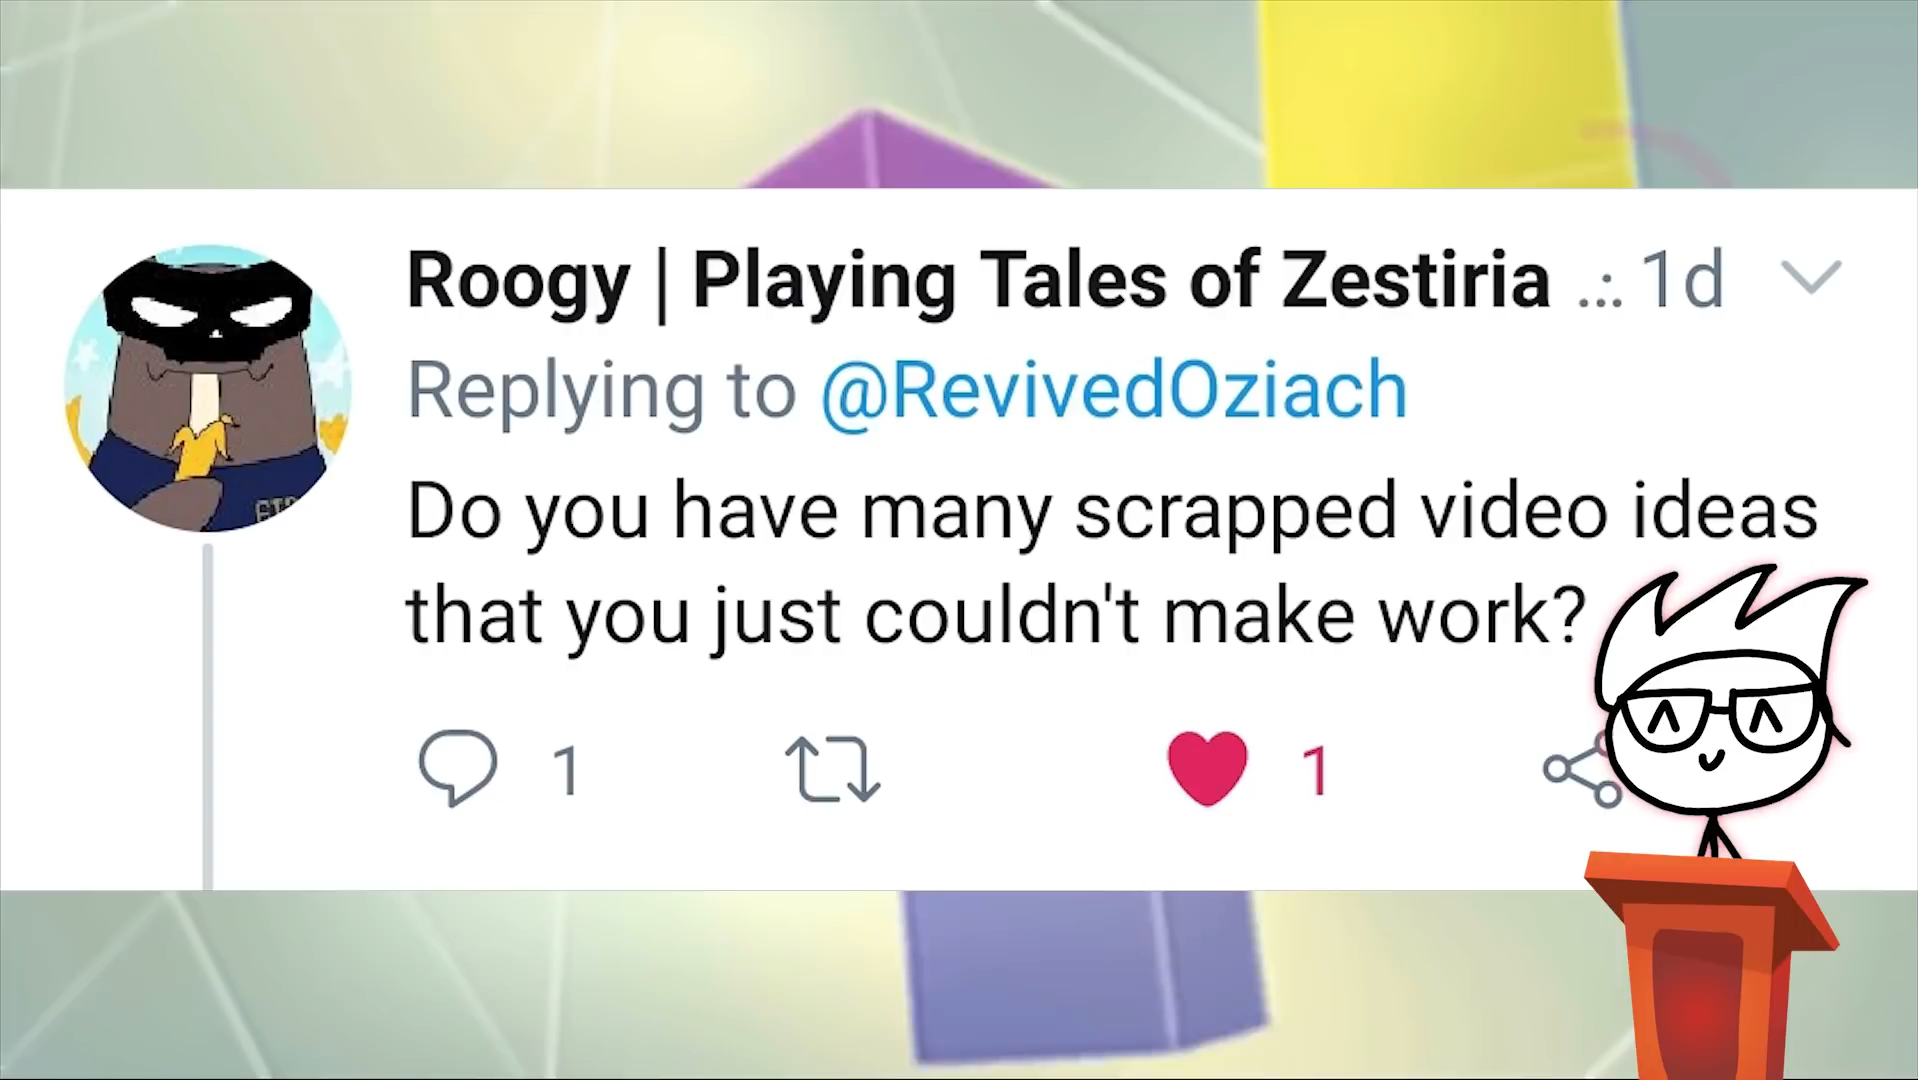 Roogy | Playing Tales of Zestiria .:. 1d
Replying to @RevivedOziach
Do you have many scrapped video ideas
that you just couldn't make work?
1 1